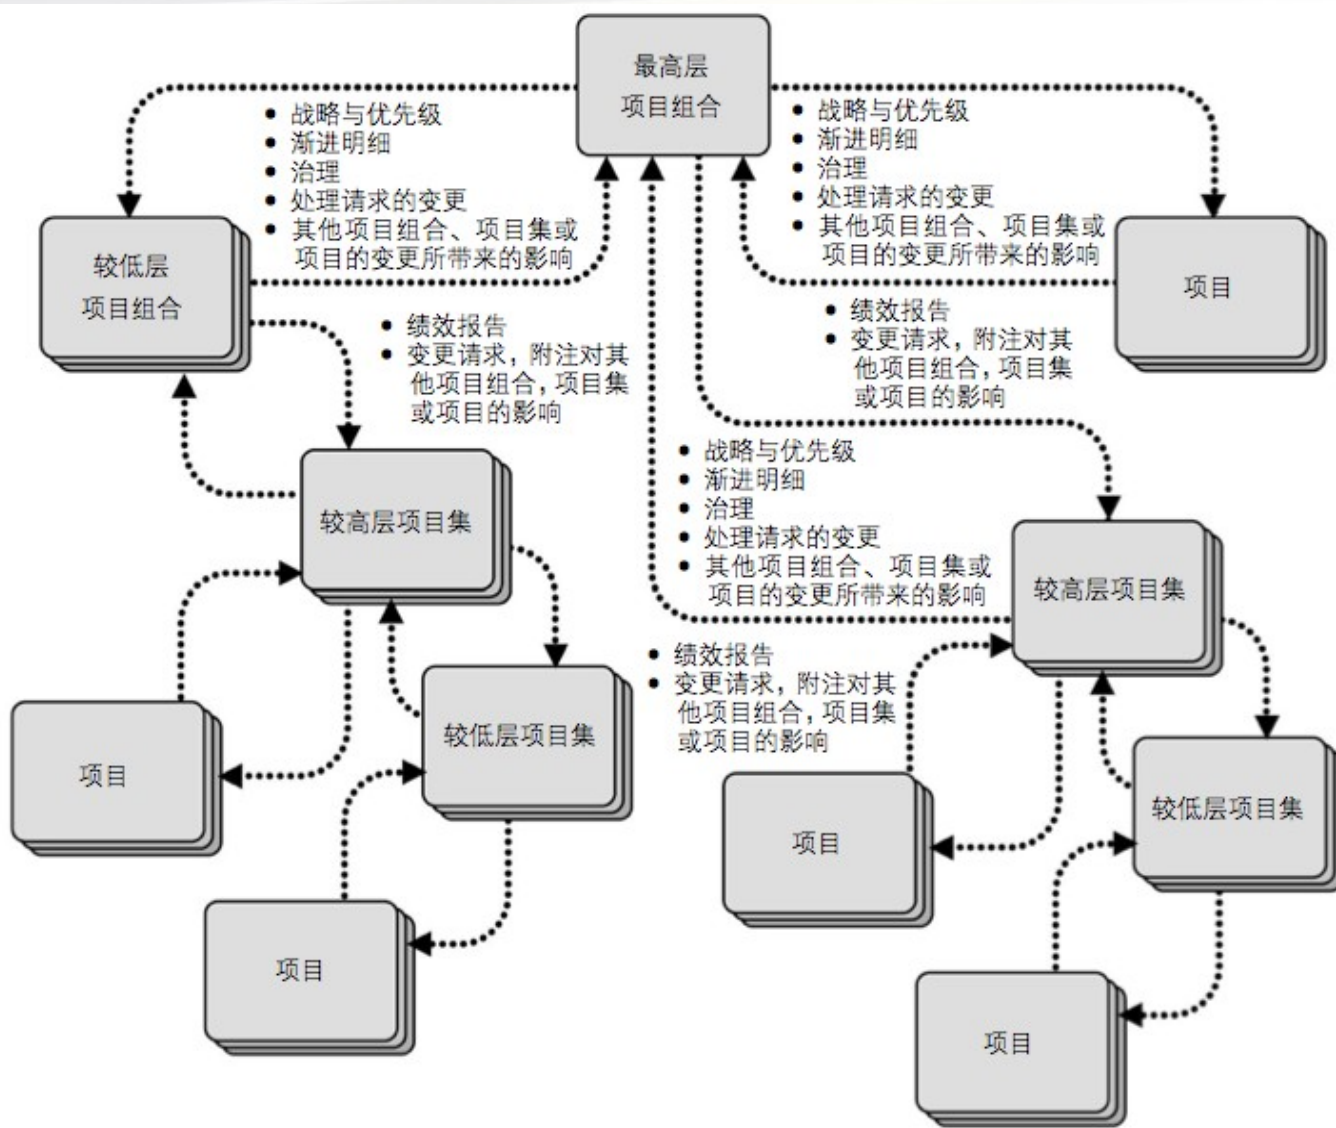 最高层
项目组合
● 战略与优先级
● 渐进明细
● 治理
● 处理请求的变更
● 其他项目组合、项目集或
项目的变更所带来的影响
● 战略与优先级
● 渐进明细
● 治理
● 处理请求的变更
● 其他项目组合、项目集或
项目的变更所带来的影响
较低层
项目组合
项目
● 绩效报告
● 变更请求，附注对其
他项目组合，项目集
或项目的影响
● 绩效报告
● 变更请求，附注对其
他项目组合，项目集
或项目的影响
● 战略与优先级
● 渐进明细
● 治理
● 处理请求的变更
● 其他项目组合、项目集或
项目的变更所带来的影响
较高层项目集
较高层项目集
● 绩效报告
● 变更请求，附注对其
他项目组合，项目集
或项目的影响
较低层项目集
项目
较低层项目集
项目
项目
项目